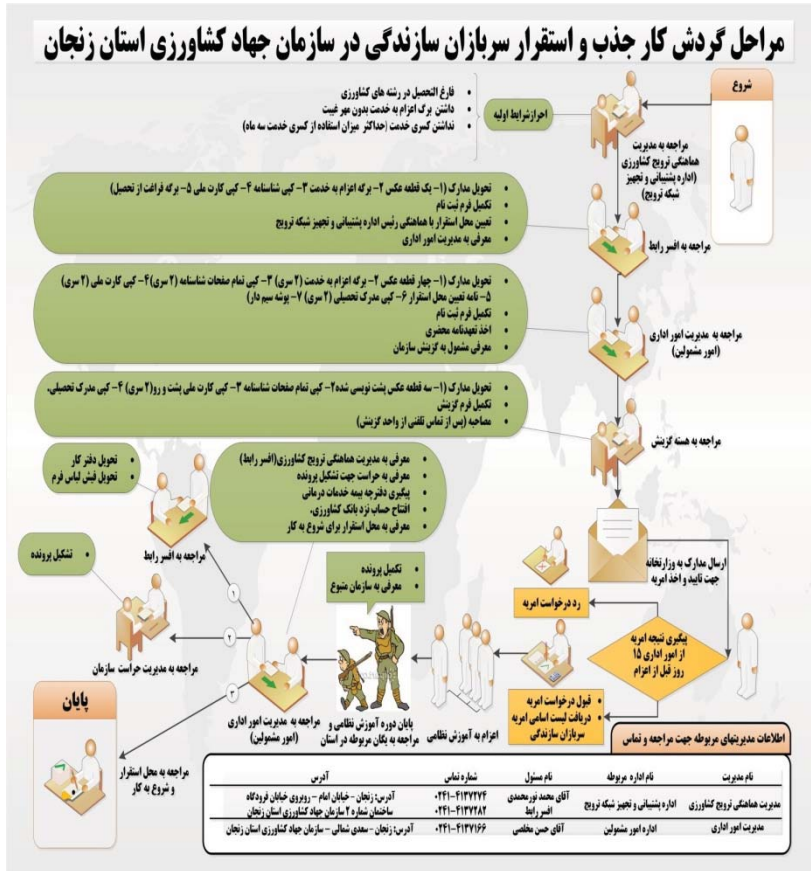 مراحل گردش کار جذب و استقرار سربازان سازندگی در سازمان جهاد کشاورزی استان زنجان
شروع
مراجعه به مدیریت
هماهنگی ترویج کشاورزی
(اداره پشتیبانی و تجهیز
شبکه ترویج)
احراز شرایط اولیه
• فارغ التحصیل در رشته های کشاورزی
• داشتن برگ اعزام به خدمت بدون مهر غیبت
• نداشتن کسری خدمت (حداکثر میزان استفاده از کسری خدمت سه ماه)
مراجعه به افسر رابط
• تحویل مدارک (۱- یک قطعه عکس ۲- برگه اعزام به خدمت ۳- کپی شناسنامه ۴- کپی کارت ملی ۵- برگه فراغت از تحصیل)
• تکمیل فرم ثبت نام
• تعیین محل استقرار با هماهنگی رئیس اداره پشتیبانی و تجهیز شبکه ترویج
• معرفی به مدیریت امور اداری
مراجعه به مدیریت امور اداری
(امور مشمولین)
• تحویل مدارک (۱- چهار قطعه عکس ۲- برگه اعزام به خدمت (۲ سری) ۳- کپی تمام صفحات شناسنامه (۲ سری) ۴- کپی کارت ملی (۲ سری)
۵- نامه تعیین محل استقرار ۶- کپی مدرک تحصیلی (۲ سری) ۷- پوشه سیم دار)
• تکمیل فرم ثبت نام
• اخذ تعهدنامه محضری
• معرفی مشمول به گزینش سازمان
مراجعه به هسته گزینش
• تحویل مدارک (۱- سه قطعه عکس پشت نویسی شده ۲- کپی تمام صفحات شناسنامه ۳- کپی کارت ملی پشت و رو(۲ سری) ۴- کپی مدرک تحصیلی.
• تکمیل فرم گزینش
• مصاحبه (پس از تماس تلفنی از واحد گزینش)
ارسال مدارک به وزارتخانه
جهت تایید و اخذ امریه
پیگیری نتیجه امریه
از امور اداری ۱۵
روز قبل از اعزام
رد درخواست امریه
• قبول درخواست امریه
• دریافت لیست اسامی امریه
سربازان سازندگی
اعزام به آموزش نظامی
• تکمیل پرونده
• معرفی به سازمان متبوع
پایان دوره آموزش نظامی و
مراجعه به یگان مربوطه در استان
مراجعه به مدیریت امور اداری
(امور مشمولین)
• معرفی به مدیریت هماهنگی ترویج کشاورزی(افسر رابط)
• معرفی به حراست جهت تشکیل پرونده
• پیگیری دفترچه بیمه خدمات درمانی
• افتتاح حساب نزد بانک کشاورزی.
• معرفی به محل استقرار برای شروع به کار
۱
مراجعه به افسر رابط
• تحویل دفتر کار
• تحویل فیش لباس فرم
۲
مراجعه به مدیریت حراست سازمان
• تشکیل پرونده
۳
مراجعه به محل استقرار
و شروع به کار
پایان
اطلاعات مدیریتهای مربوطه جهت مراجعه و تماس
نام مدیریت نام اداره مربوطه نام مسئول شماره تماس آدرس
مدیریت هماهنگی ترویج کشاورزی اداره پشتیبانی و تجهیز شبکه ترویج آقای محمد نورمحمدی افسر رابط ۰۲۴۱-۴۱۳۷۲۷۴ ۰۲۴۱-۴۱۳۷۲۸۲ آدرس: زنجان - خیابان امام - روبروی خیابان فرودگاه ساختمان شماره ۲ سازمان جهاد کشاورزی استان زنجان
مدیریت امور اداری اداره امور مشمولین آقای حسن مخلصی ۰۲۴۱-۴۱۳۷۱۶۶ آدرس: زنجان - سعدی شمالی - سازمان جهاد کشاورزی استان زنجان